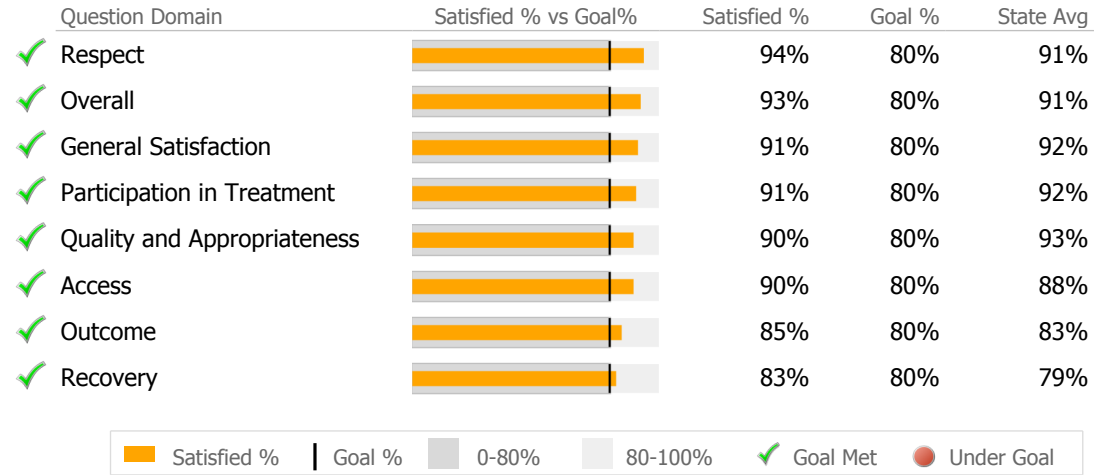 Question Domain Satisfied % vs Goal% Satisfied % Goal % State Avg
Respect 94% 80% 91%
Overall 93% 80% 91%
General Satisfaction 91% 80% 92%
Participation in Treatment 91% 80% 92%
Quality and Appropriateness 90% 80% 93%
Access 90% 80% 88%
Outcome 85% 80% 83%
Recovery 83% 80% 79%
Satisfied % Goal % 0-80% 80-100% Goal Met Under Goal